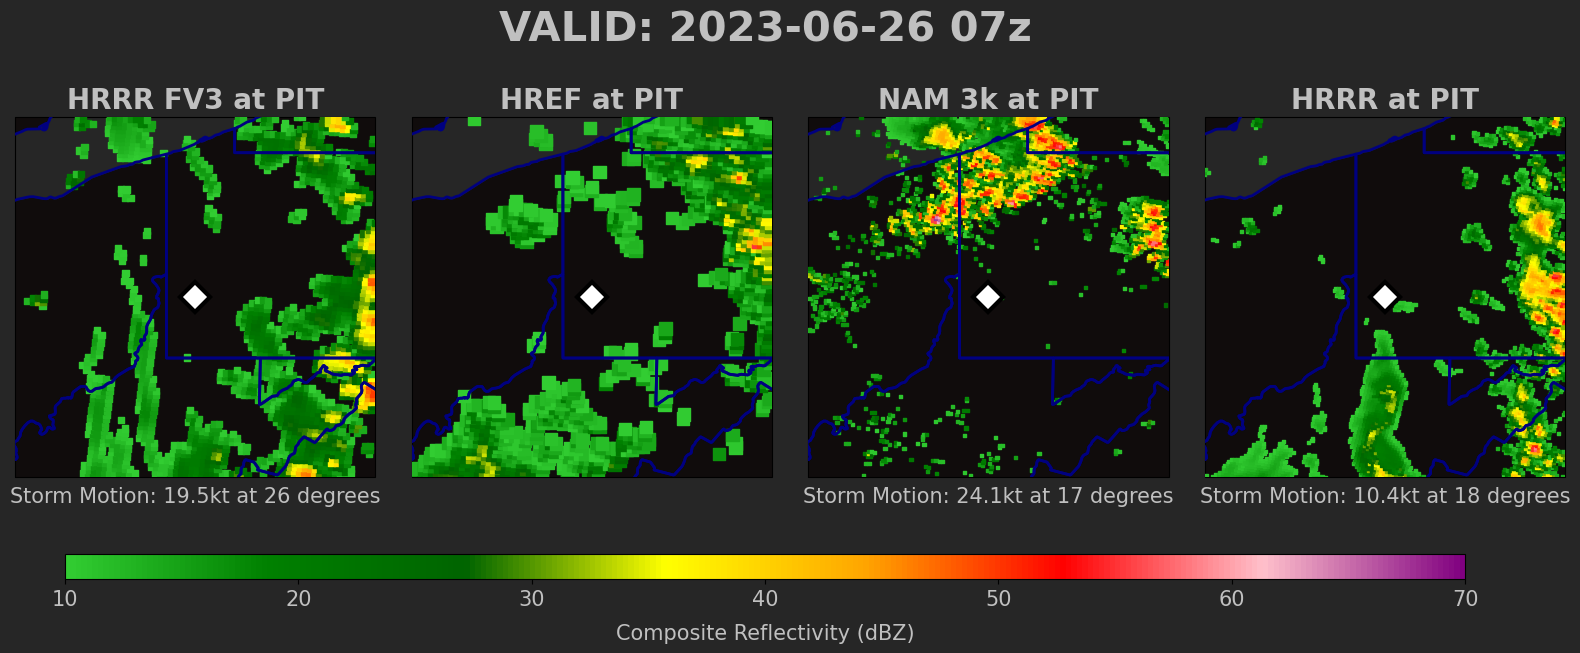 VALID: 2023-06-26 07z
HRRR FV3 at PIT
HREF at PIT
NAM 3k at PIT
HRRR at PIT
Storm Motion: 19.5kt at 26 degrees
Storm Motion: 24.1kt at 17 degrees
Storm Motion: 10.4kt at 18 degrees
10 20 30 40 50 60 70
Composite Reflectivity (dBZ)